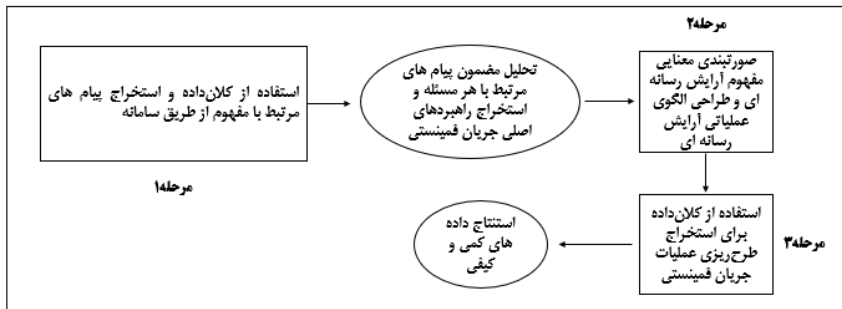 مرحله۲
استفاده از کلان‌داده و استخراج پیام های
مرتبط با مفهوم از طریق سامانه
مرحله۱
تحلیل مضمون پیام های
مرتبط با هر مسئله و
استخراج راهبردهای
اصلی جریان فمینستی
صورتبندی معنایی
مفهوم آرایش رسانه
ای و طراحی الگوی
عملیاتی آرایش
رسانه ای
استفاده از کلان‌داده
برای استخراج
طرح‌ریزی عملیات
جریان فمینستی
مرحله۳
استنتاج داده
های کمی و
کیفی